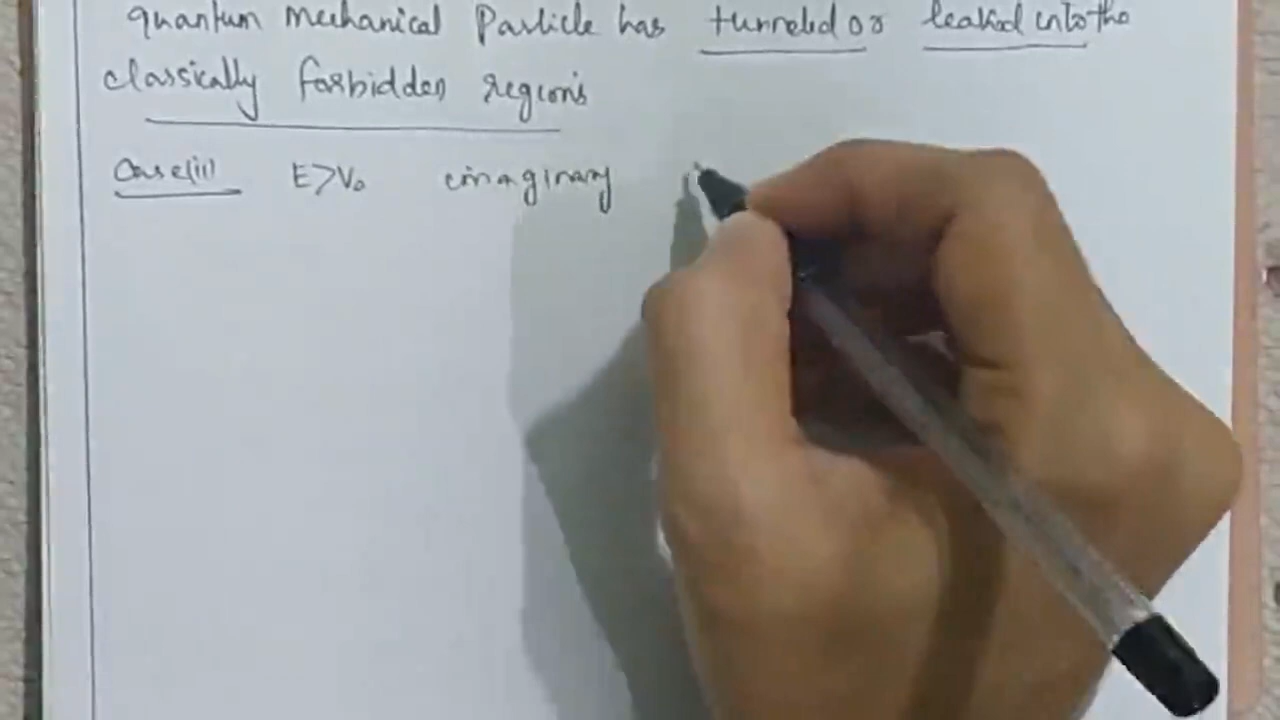 quantum mechanical Particle has tunneled or leaked into the
classically forbidden regions
Case(ii) E>V₀ imaginary